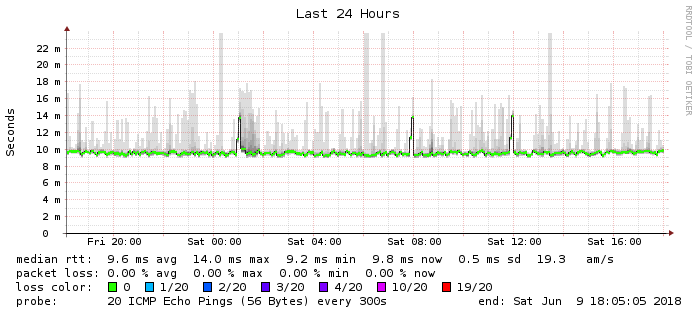 Last 24 Hours
RRDTOOL / TOBI OETIKER
Seconds
22 m
20 m
18 m
16 m
14 m
12 m
10 m
8 m
6 m
4 m
2 m
0
Fri 20:00 Sat 00:00 Sat 04:00 Sat 08:00 Sat 12:00 Sat 16:00
median rtt: 9.6 ms avg 14.0 ms max 9.2 ms min 9.8 ms now 0.5 ms sd 19.3 am/s
packet loss: 0.00 % avg 0.00 % max 0.00 % min 0.00 % now
loss color: 0 1/20 2/20 3/20 4/20 10/20 19/20
probe: 20 ICMP Echo Pings (56 Bytes) every 300s end: Sat Jun 9 18:05:05 2018